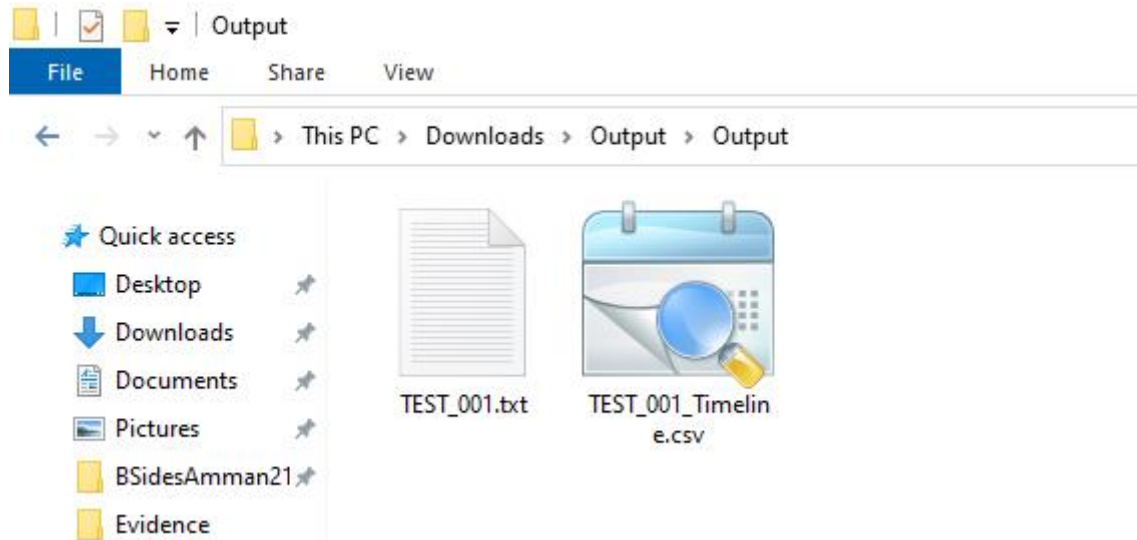 Output
File Home Share View
This PC > Downloads > Output > Output
Quick access
Desktop
Downloads
Documents
Pictures
BSidesAmman21
Evidence
TEST_001.txt
TEST_001_Timelin
e.csv